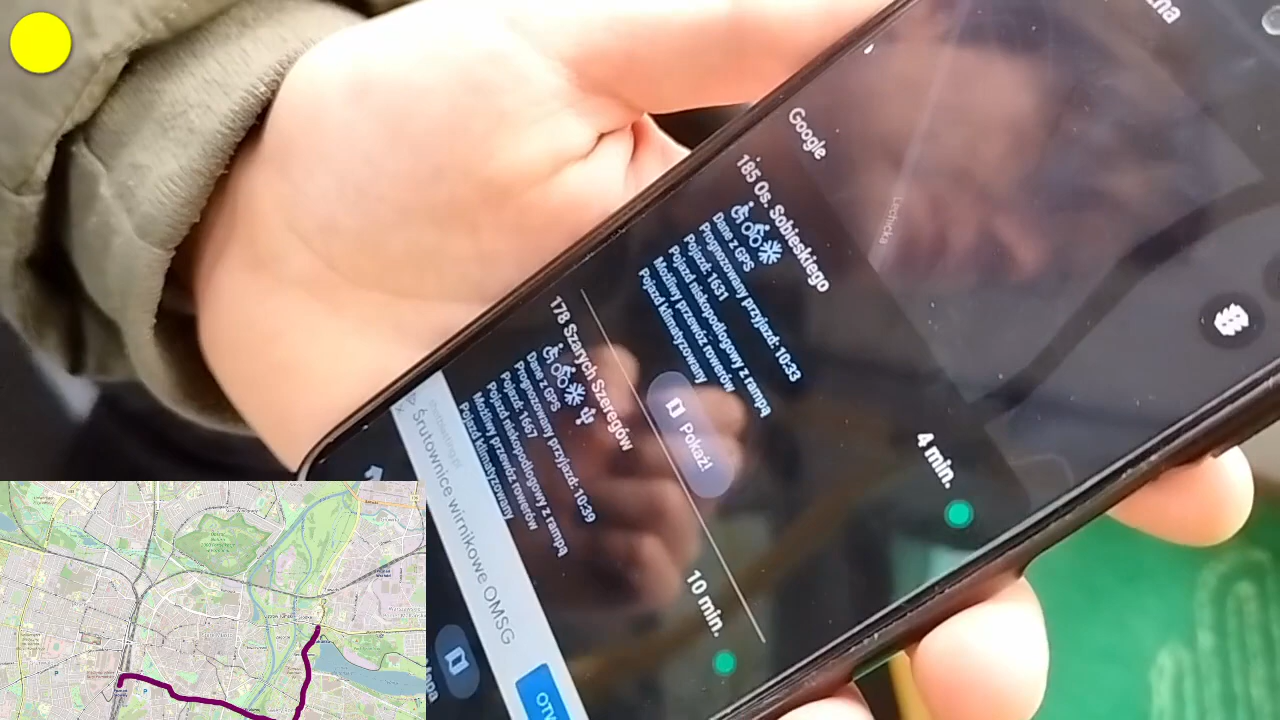 Google
Lechicka
185 Os. Sobieskiego
Dane z GPS
Prognozowany przyjazd: 10:33
Pojazd: 1631
Pojazd niskopodłogowy z rampą
Możliwy przewóz rowerów
Pojazd klimatyzowany
4 min.
Pokaż!
178 Szarych Szeregów
Dane z GPS
Prognozowany przyjazd: 10:39
Pojazd: 1667
Pojazd niskopodłogowy z rampą
Możliwy przewóz rowerów
Pojazd klimatyzowany
10 min.
Śrutownice wirnikowe OMSG
Mapa